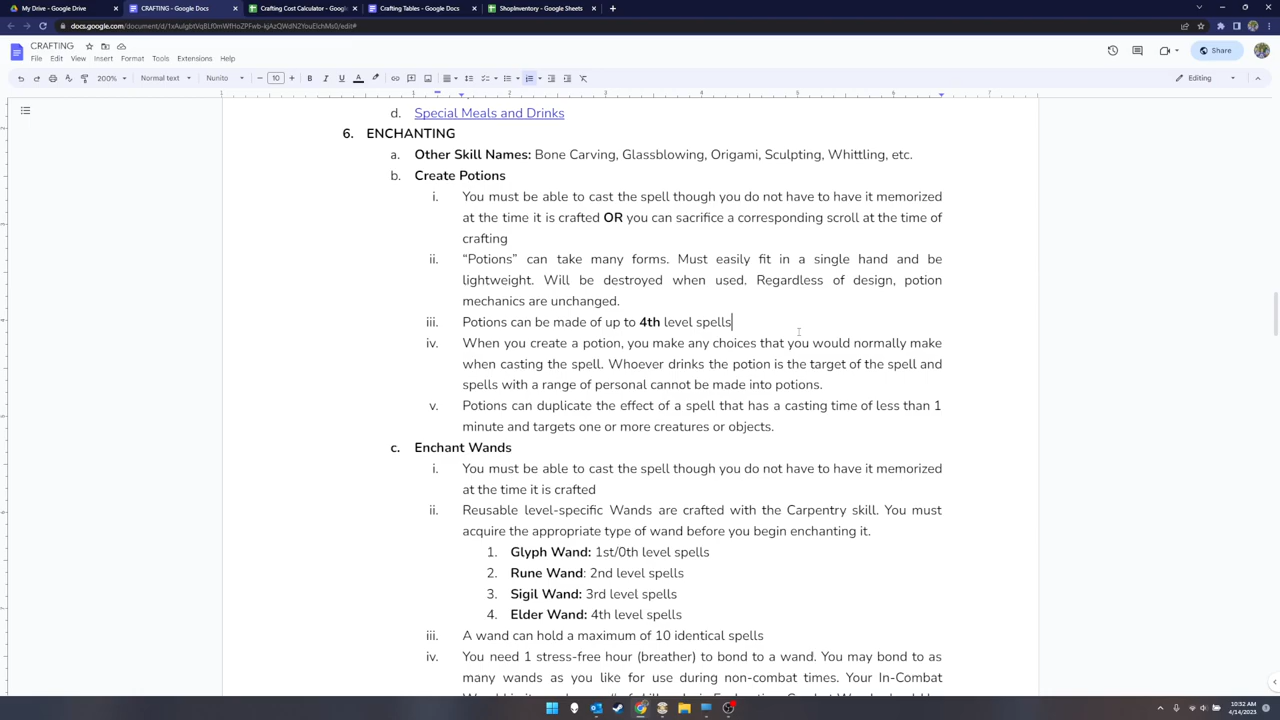 My Drive - Google Drive
CRAFTING - Google Docs
Crafting Cost Calculator - Google
Crafting Tables - Google Docs
ShopInventory - Google Sheets
CRAFTING
File Edit View Insert Format Tools Extensions Help
Share
200% Normal text Nunito 10 Editing
d. Special Meals and Drinks
6. ENCHANTING
a. Other Skill Names: Bone Carving, Glassblowing, Origami, Sculpting, Whittling, etc.
b. Create Potions
i. You must be able to cast the spell though you do not have to have it memorized
at the time it is crafted OR you can sacrifice a corresponding scroll at the time of
crafting
ii. “Potions” can take many forms. Must easily fit in a single hand and be
lightweight. Will be destroyed when used. Regardless of design, potion
mechanics are unchanged.
iii. Potions can be made of up to 4th level spells
iv. When you create a potion, you make any choices that you would normally make
when casting the spell. Whoever drinks the potion is the target of the spell and
spells with a range of personal cannot be made into potions.
v. Potions can duplicate the effect of a spell that has a casting time of less than 1
minute and targets one or more creatures or objects.
c. Enchant Wands
i. You must be able to cast the spell though you do not have to have it memorized
at the time it is crafted
ii. Reusable level-specific Wands are crafted with the Carpentry skill. You must
acquire the appropriate type of wand before you begin enchanting it.
1. Glyph Wand: 1st/0th level spells
2. Rune Wand: 2nd level spells
3. Sigil Wand: 3rd level spells
4. Elder Wand: 4th level spells
iii. A wand can hold a maximum of 10 identical spells
iv. You need 1 stress-free hour (breather) to bond to a wand. You may bond to as
many wands as you like for use during non-combat times. Your In-Combat
10:32 AM
4/14/2023